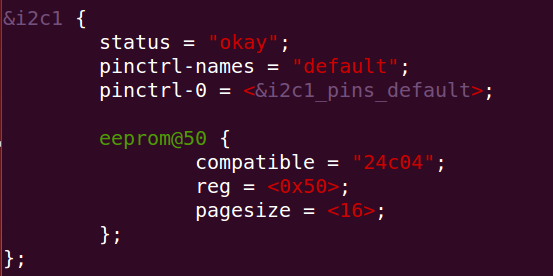 &i2c1 {
        status = "okay";
        pinctrl-names = "default";
        pinctrl-0 = <&i2c1_pins_default>;

        eeprom@50 {
                compatible = "24c04";
                reg = <0x50>;
                pagesize = <16>;
        };
};